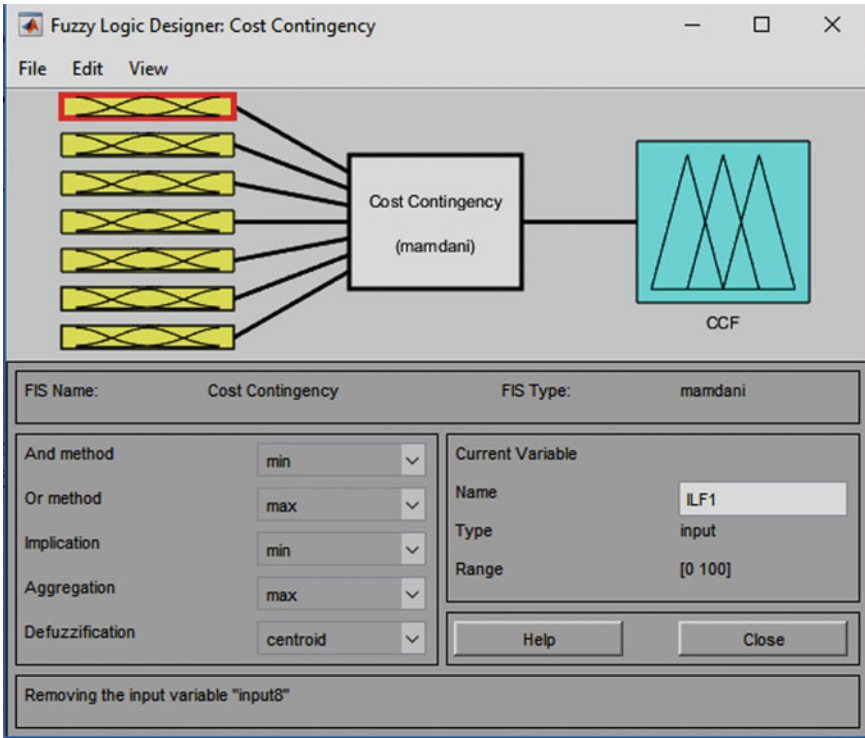 Fuzzy Logic Designer: Cost Contingency
File Edit View
Cost Contingency
(mamdani)
CCF
FIS Name: Cost Contingency FIS Type: mamdani
And method min
Or method max
Implication min
Aggregation max
Defuzzification centroid
Current Variable
Name ILF1
Type input
Range [0 100]
Help Close
Removing the input variable "input8"